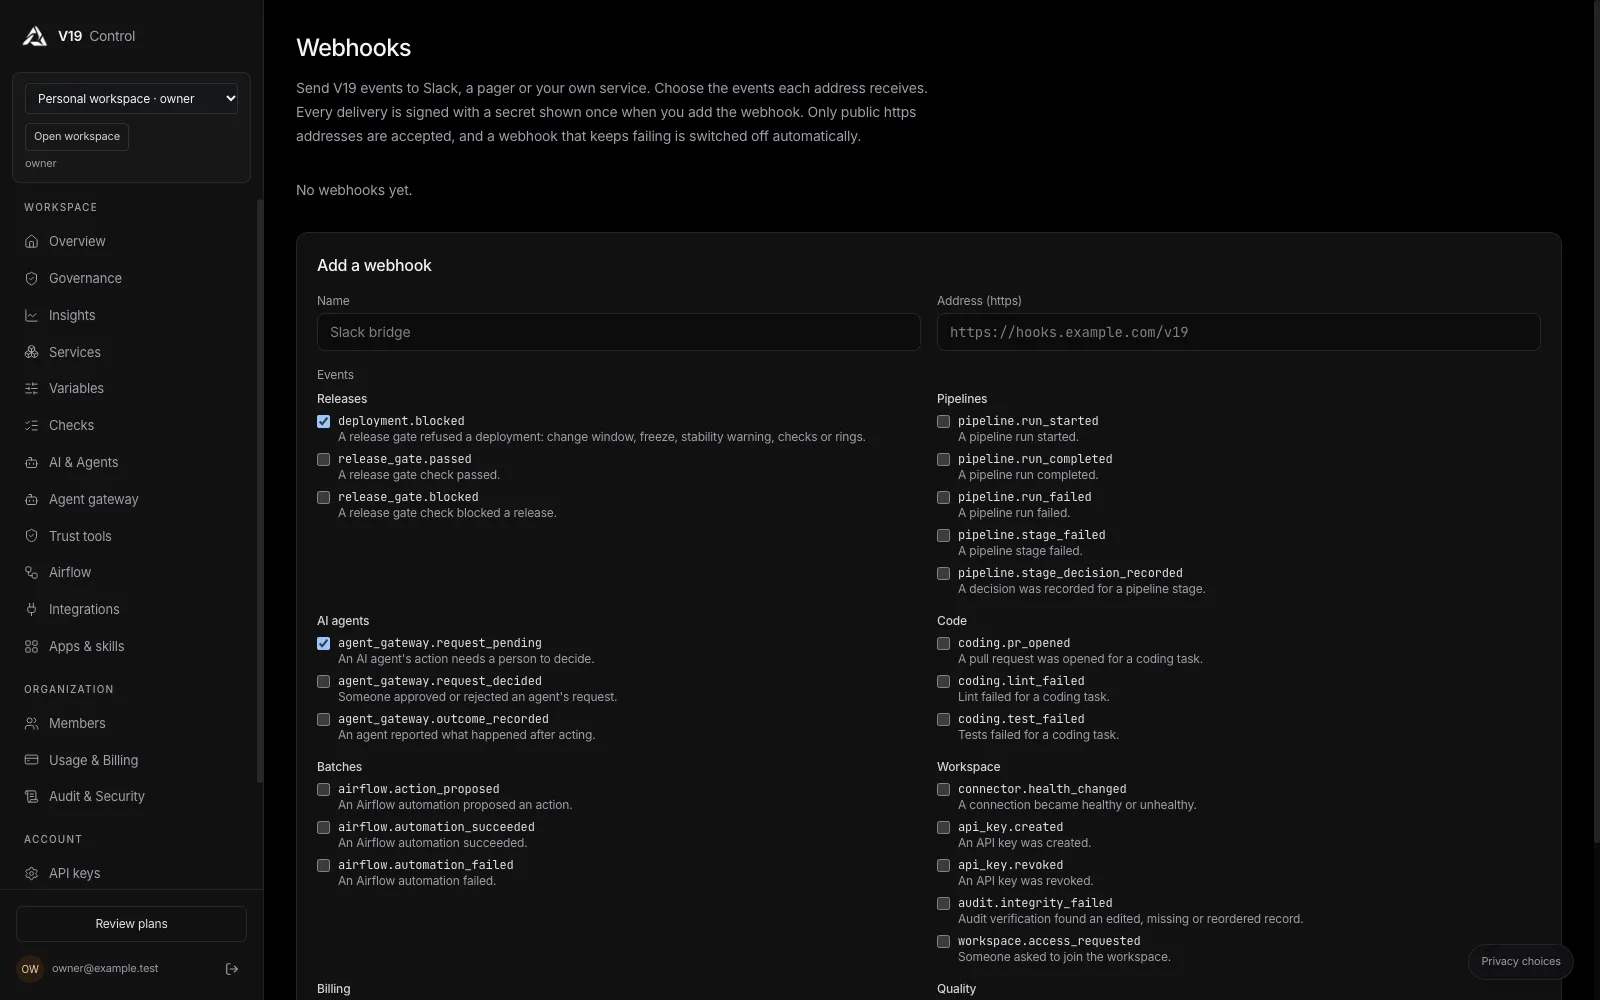 V19 Control
Personal workspace · owner
Open workspace
owner
WORKSPACE
Overview
Governance
Insights
Services
Variables
Checks
AI & Agents
Agent gateway
Trust tools
Airflow
Integrations
Apps & skills
ORGANIZATION
Members
Usage & Billing
Audit & Security
ACCOUNT
API keys
Review plans
OW
owner@example.test
Webhooks
Send V19 events to Slack, a pager or your own service. Choose the events each address receives.
Every delivery is signed with a secret shown once when you add the webhook. Only public https
addresses are accepted, and a webhook that keeps failing is switched off automatically.
No webhooks yet.
Add a webhook
Name
Slack bridge
Address (https)
https://hooks.example.com/v19
Events
Releases
deployment.blocked
A release gate refused a deployment: change window, freeze, stability warning, checks or rings.
release_gate.passed
A release gate check passed.
release_gate.blocked
A release gate check blocked a release.
Pipelines
pipeline.run_started
A pipeline run started.
pipeline.run_completed
A pipeline run completed.
pipeline.run_failed
A pipeline run failed.
pipeline.stage_failed
A pipeline stage failed.
pipeline.stage_decision_recorded
A decision was recorded for a pipeline stage.
AI agents
agent_gateway.request_pending
An AI agent's action needs a person to decide.
agent_gateway.request_decided
Someone approved or rejected an agent's request.
agent_gateway.outcome_recorded
An agent reported what happened after acting.
Code
coding.pr_opened
A pull request was opened for a coding task.
coding.lint_failed
Lint failed for a coding task.
coding.test_failed
Tests failed for a coding task.
Batches
airflow.action_proposed
An Airflow automation proposed an action.
airflow.automation_succeeded
An Airflow automation succeeded.
airflow.automation_failed
An Airflow automation failed.
Workspace
connector.health_changed
A connection became healthy or unhealthy.
api_key.created
An API key was created.
api_key.revoked
An API key was revoked.
audit.integrity_failed
Audit verification found an edited, missing or reordered record.
workspace.access_requested
Someone asked to join the workspace.
Billing
Quality
Privacy choices